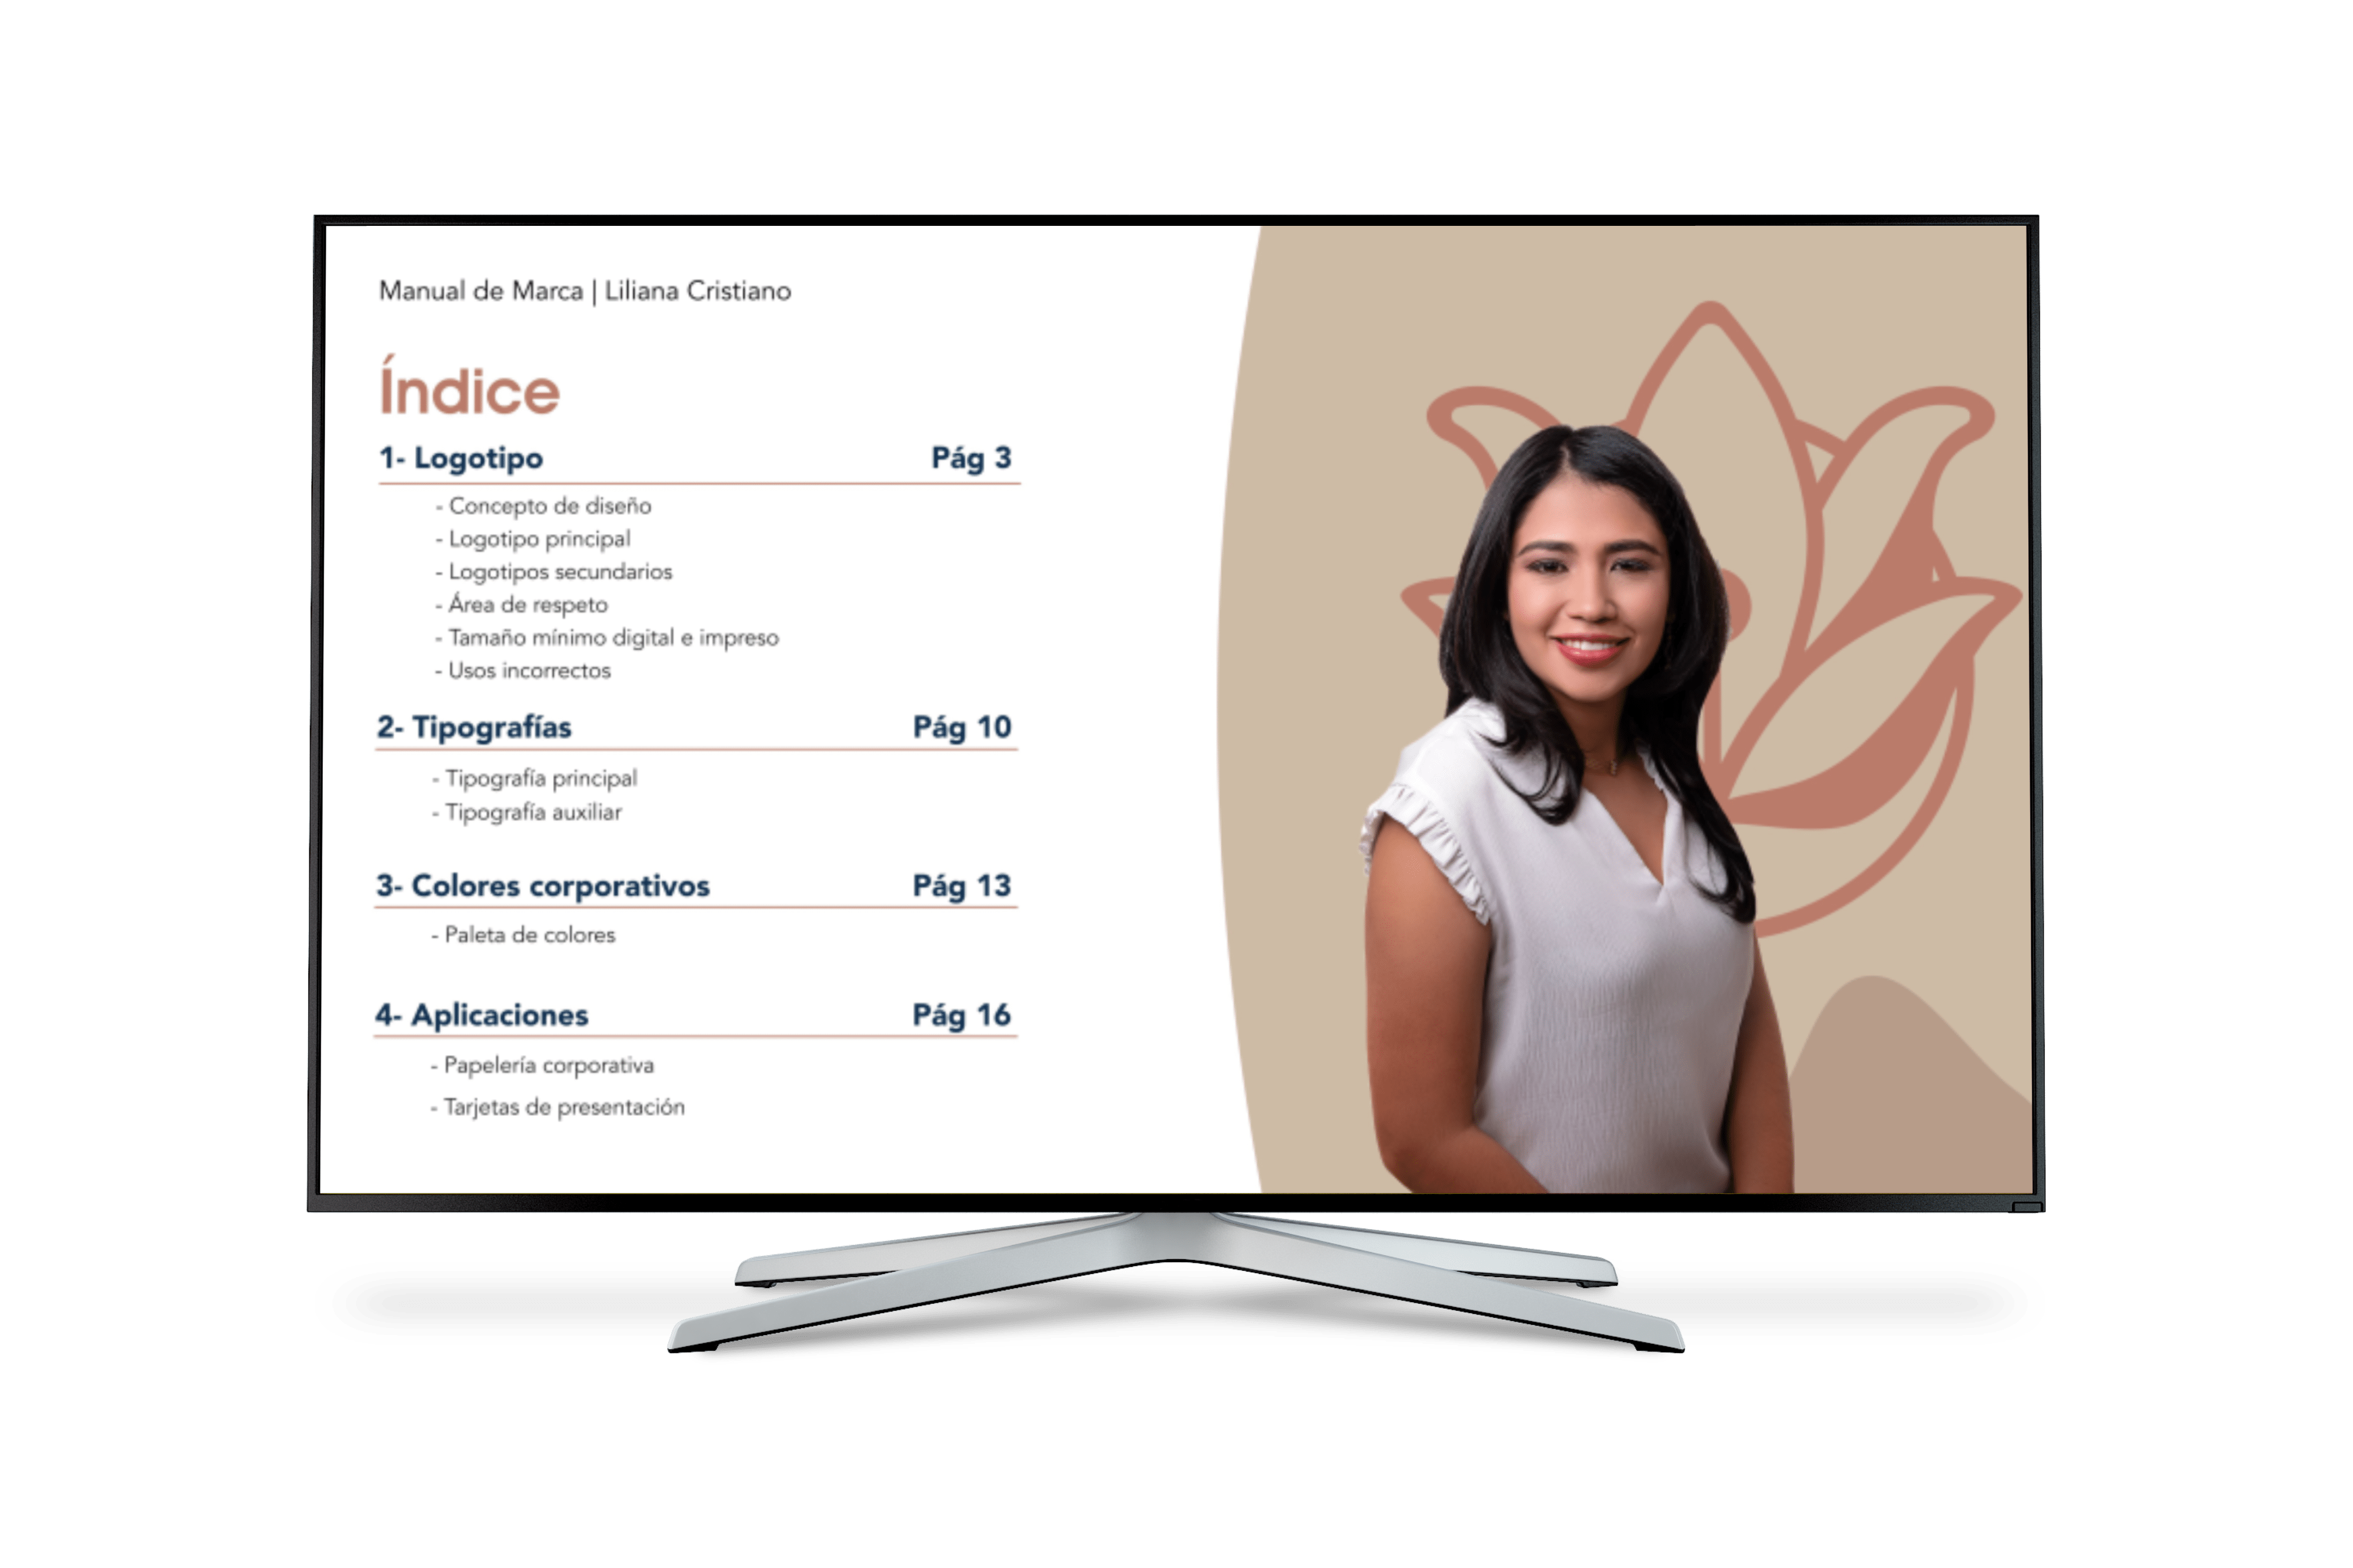 Manual de Marca | Liliana Cristiano
Índice
1- Logotipo Pág 3
- Concepto de diseño
- Logotipo principal
- Logotipos secundarios
- Área de respeto
- Tamaño mínimo digital e impreso
- Usos incorrectos
2- Tipografías Pág 10
- Tipografía principal
- Tipografía auxiliar
3- Colores corporativos Pág 13
- Paleta de colores
4- Aplicaciones Pág 16
- Papelería corporativa
- Tarjetas de presentación